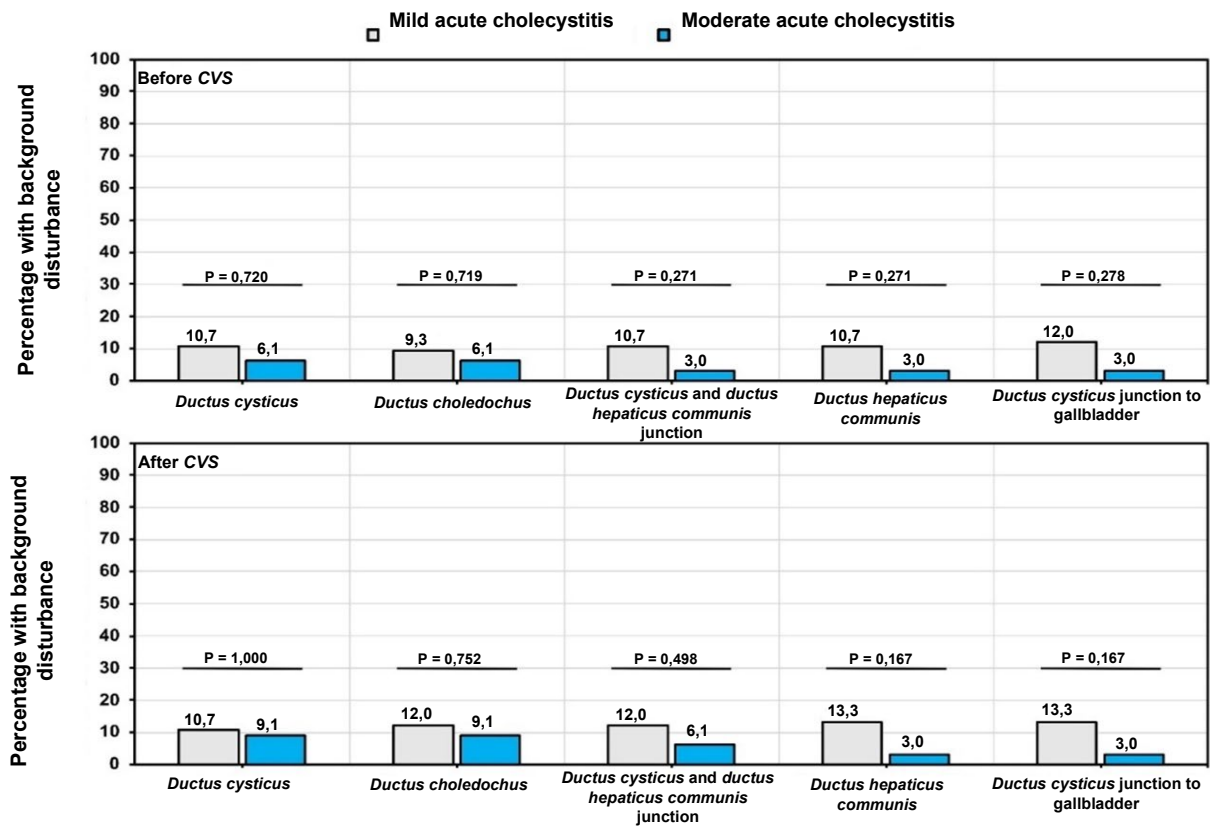 Mild acute cholecystitis
Moderate acute cholecystitis
Percentage with background
disturbance
100
90
80
70
60
50
40
30
20
10
0
Before CVS
P = 0,720
P = 0,719
P = 0,271
P = 0,271
P = 0,278
10,7
6,1
9,3
6,1
10,7
3,0
10,7
3,0
12,0
3,0
Ductus cysticus
Ductus choledochus
Ductus cysticus and ductus
hepaticus communis
junction
Ductus hepaticus
communis
Ductus cysticus junction to
gallbladder
Percentage with background
disturbance
100
90
80
70
60
50
40
30
20
10
0
After CVS
P = 1,000
P = 0,752
P = 0,498
P = 0,167
P = 0,167
10,7
9,1
12,0
9,1
12,0
6,1
13,3
3,0
13,3
3,0
Ductus cysticus
Ductus choledochus
Ductus cysticus and ductus
hepaticus communis
junction
Ductus hepaticus
communis
Ductus cysticus junction to
gallbladder